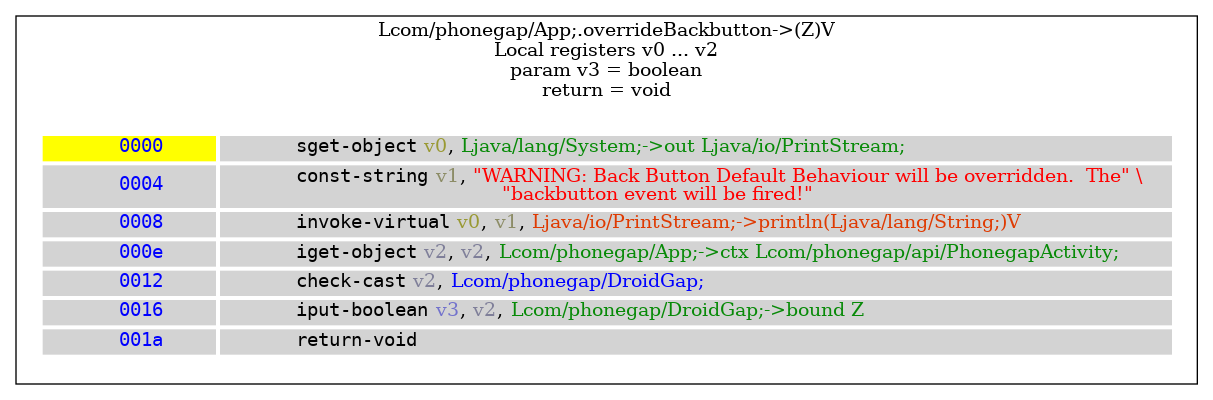 Lcom/phonegap/App;.overrideBackbutton->(Z)V
Local registers v0 ... v2
param v3 = boolean
return = void
0000 sget-object v0, Ljava/lang/System;->out Ljava/io/PrintStream;
0004 const-string v1, "WARNING: Back Button Default Behaviour will be overridden.  The" \
"backbutton event will be fired!"
0008 invoke-virtual v0, v1, Ljava/io/PrintStream;->println(Ljava/lang/String;)V
000e iget-object v2, v2, Lcom/phonegap/App;->ctx Lcom/phonegap/api/PhonegapActivity;
0012 check-cast v2, Lcom/phonegap/DroidGap;
0016 iput-boolean v3, v2, Lcom/phonegap/DroidGap;->bound Z
001a return-void